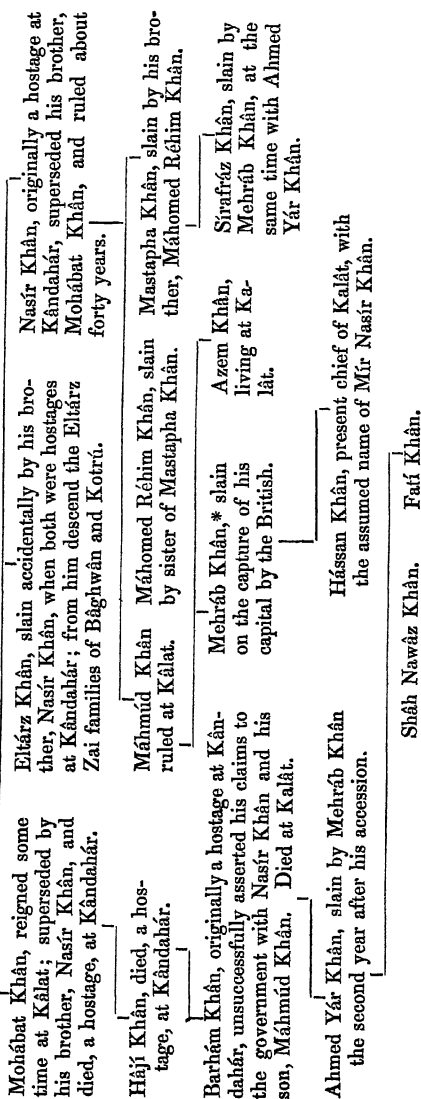 Mohábat Khân, reigned some
time at Kâlat; superseded by
his brother, Nasír Khân, and
died, a hostage, at Kândahár.
Eltárz Khân, slain accidentally by his bro-
ther, Nasír Khân, when both were hostages
at Kândahár; from him descend the Eltárz
Zai families of Bâghwân and Kotrú.
Nasír Khân, originally a hostage at
Kândahár, superseded his brother,
Mohábat Khân, and ruled about
forty years.
Hâjí Khân, died, a hos-
tage, at Kândahár.
Máhmúd Khân
ruled at Kâlat.
Máhomed Réhim Khân, slain
by sister of Mastapha Khân.
Mastapha Khân, slain by his bro-
ther, Máhomed Réhim Khân.
Barhám Khân, originally a hostage at Kân-
dahár, unsuccessfully asserted his claims to
the government with Nasír Khân and his
son, Máhmúd Khân. Died at Kalât.
Mehráb Khân,* slain
on the capture of his
capital by the British.
Azem Khân,
living at Ka-
lât.
Sírafráz Khân, slain by
Mehráb Khân, at the
same time with Ahmed
Yár Khân.
Ahmed Yár Khân, slain by Mehráb Khân
the second year after his accession.
Hássan Khân, present chief of Kalât, with
the assumed name of Mír Nasír Khân.
Shâh Nawâz Khân. Fatí Khân.